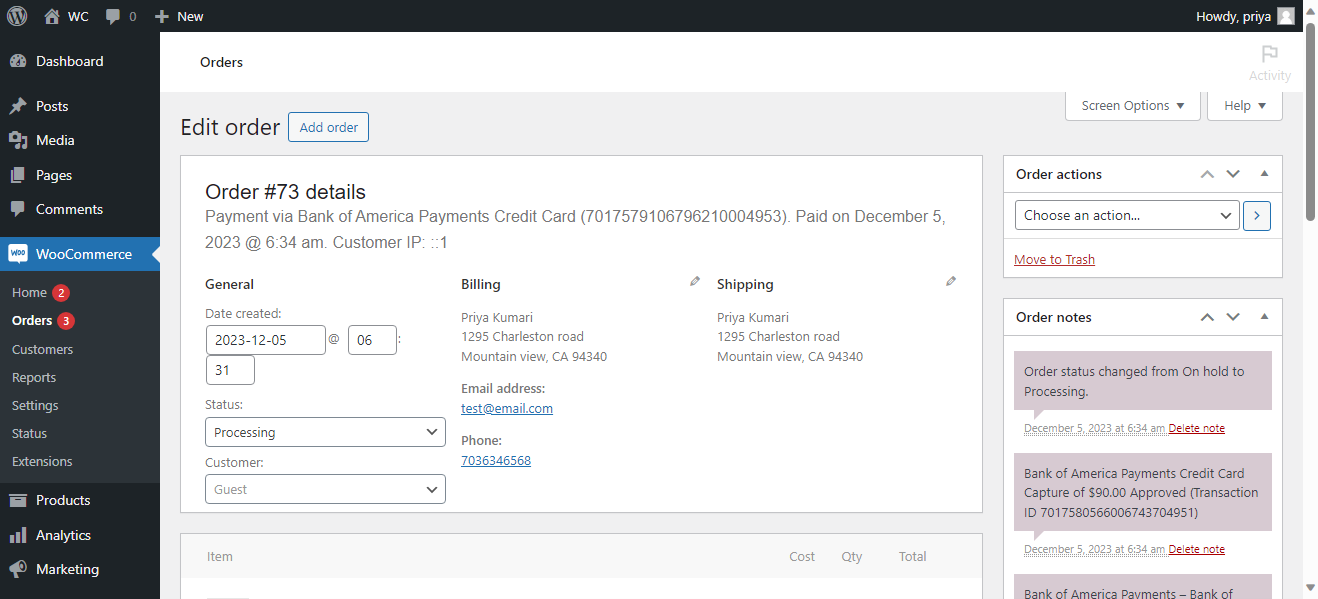 WC
0
New
Howdy, priya
Dashboard
Posts
Media
Pages
Comments
WOO
WooCommerce
Home 2
Orders 3
Customers
Reports
Settings
Status
Extensions
Products
Analytics
Marketing
Orders
Activity
Screen Options
Help
Edit order
Add order
Order #73 details
Payment via Bank of America Payments Credit Card (7017579106796210004953). Paid on December 5,
2023 @ 6:34 am. Customer IP: ::1
General
Date created:
2023-12-05 @ 06 :
31
Status:
Processing
Customer:
Guest
Billing
Priya Kumari
1295 Charleston road
Mountain view, CA 94340
Email address:
test@email.com
Phone:
7036346568
Shipping
Priya Kumari
1295 Charleston road
Mountain view, CA 94340
Item Cost Qty Total
Order actions
Choose an action...
Move to Trash
Order notes
Order status changed from On hold to
Processing.
December 5, 2023 at 6:34 am Delete note
Bank of America Payments Credit Card
Capture of $90.00 Approved (Transaction
ID 7017580566006743704951)
December 5, 2023 at 6:34 am Delete note
Bank of America Payments – Bank of